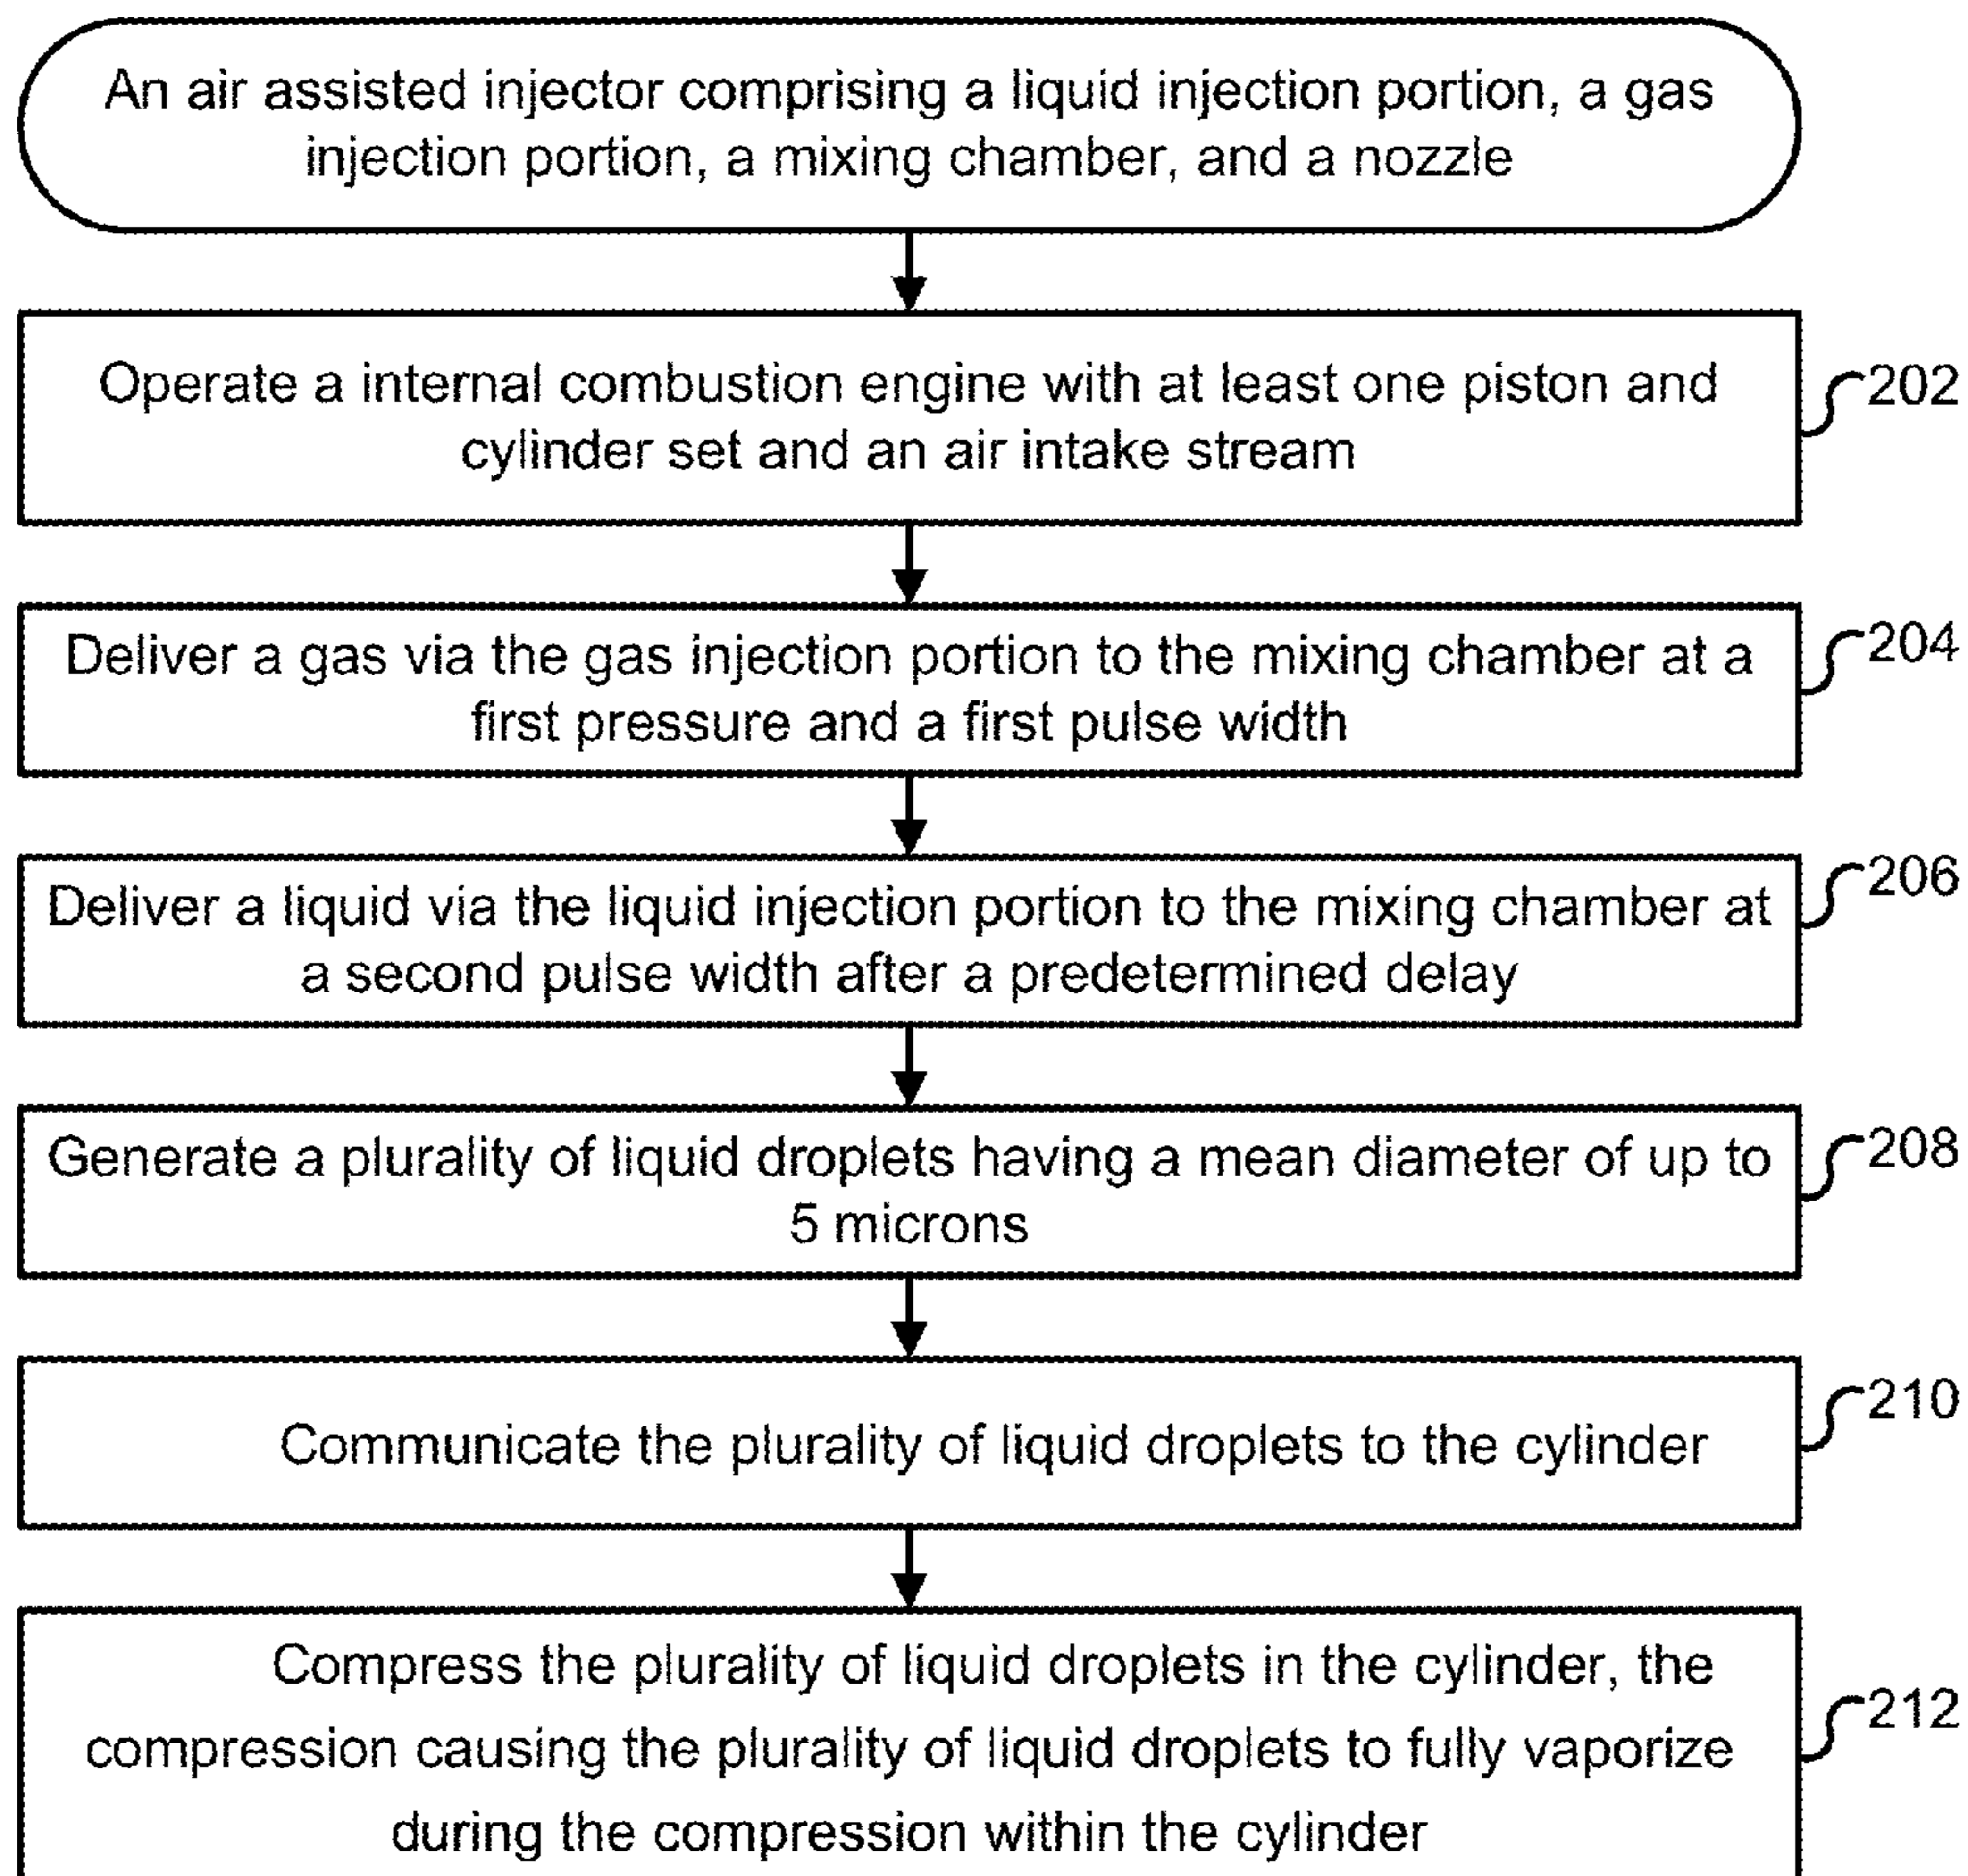 An air assisted injector comprising a liquid injection portion, a gas
injection portion, a mixing chamber, and a nozzle
Operate a internal combustion engine with at least one piston and
cylinder set and an air intake stream
202
Deliver a gas via the gas injection portion to the mixing chamber at a
first pressure and a first pulse width
204
Deliver a liquid via the liquid injection portion to the mixing chamber at
a second pulse width after a predetermined delay
206
Generate a plurality of liquid droplets having a mean diameter of up to
5 microns
208
Communicate the plurality of liquid droplets to the cylinder
210
Compress the plurality of liquid droplets in the cylinder, the
compression causing the plurality of liquid droplets to fully vaporize
during the compression within the cylinder
212